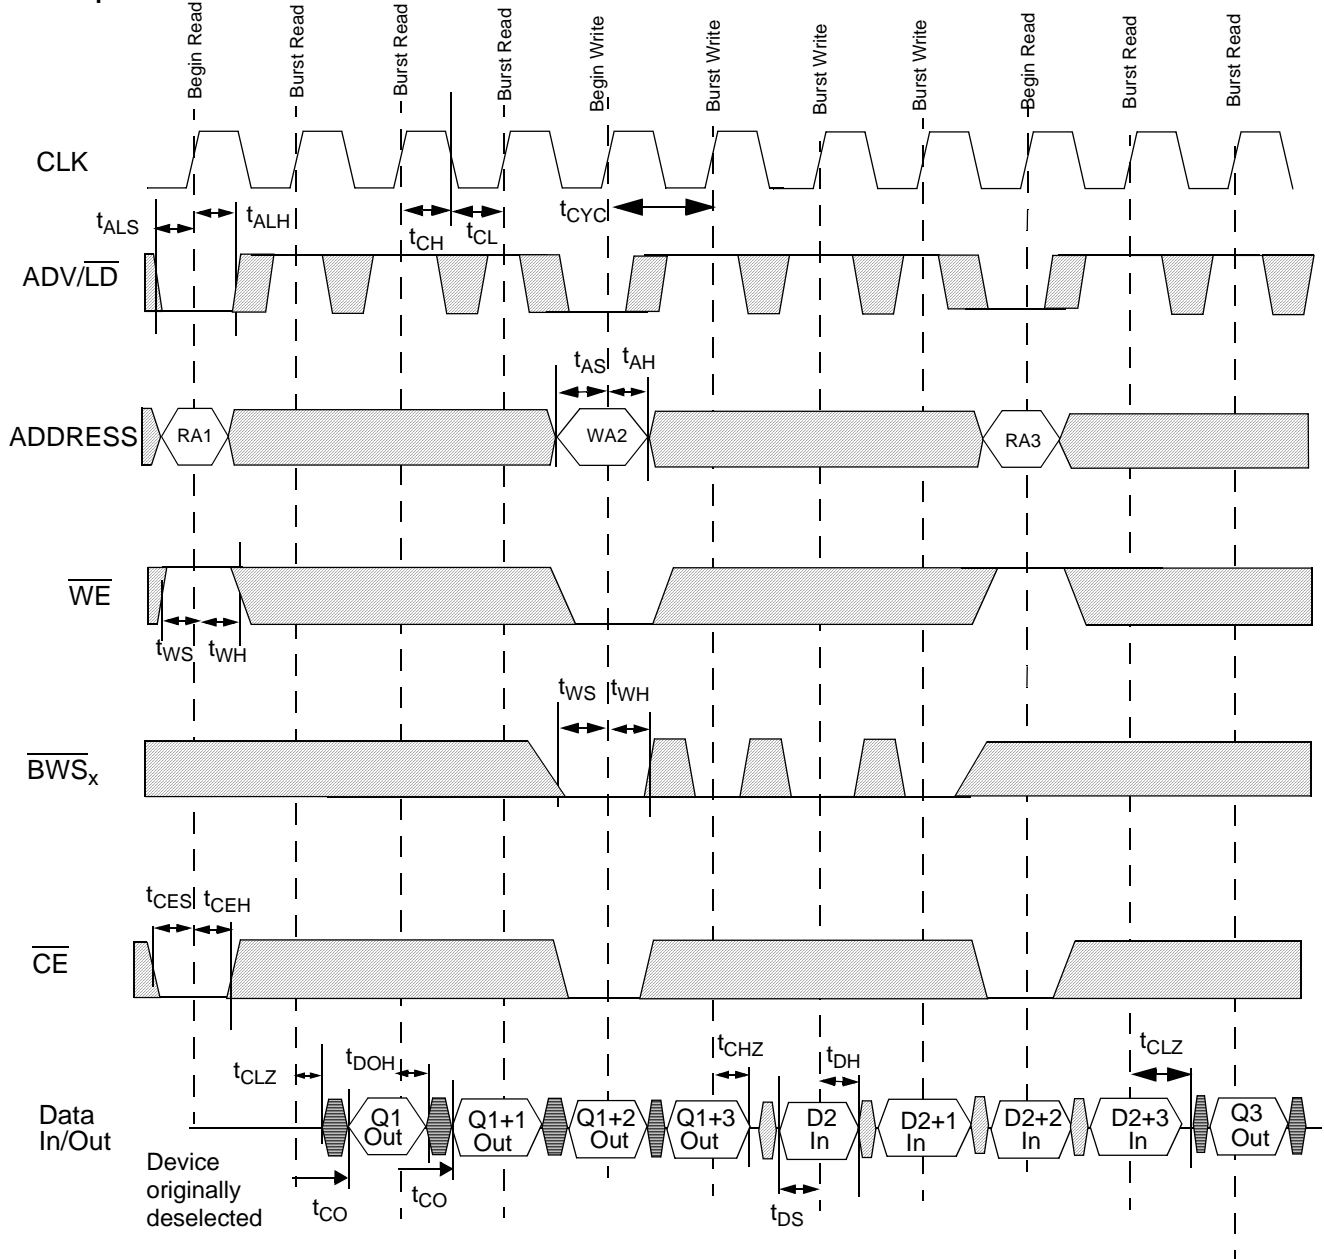 Begin Read
Burst Read
Burst Read
Burst Read
Begin Write
Burst Write
Burst Write
Burst Write
Begin Read
Burst Read
Burst Read
CLK
tALS
tALH
tCH
tCL
tCYC
ADV/LD
tAS
tAH
ADDRESS
RA1
WA2
RA3
WE
tWS
tWH
tWS
tWH
BWSx
tCES
tCEH
CE
tCLZ
tDOH
tCHZ
tDH
tCLZ
Data
In/Out
Q1
Out
Q1+1
Out
Q1+2
Out
Q1+3
Out
D2
In
D2+1
In
D2+2
In
D2+3
In
Q3
Out
Device
originally
deselected
tCO
tCO
tDS